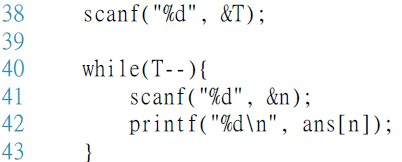 38 scanf("%d", &T);
39
40 while(T--){
41 scanf("%d", &n);
42 printf("%d\n", ans[n]);
43 }